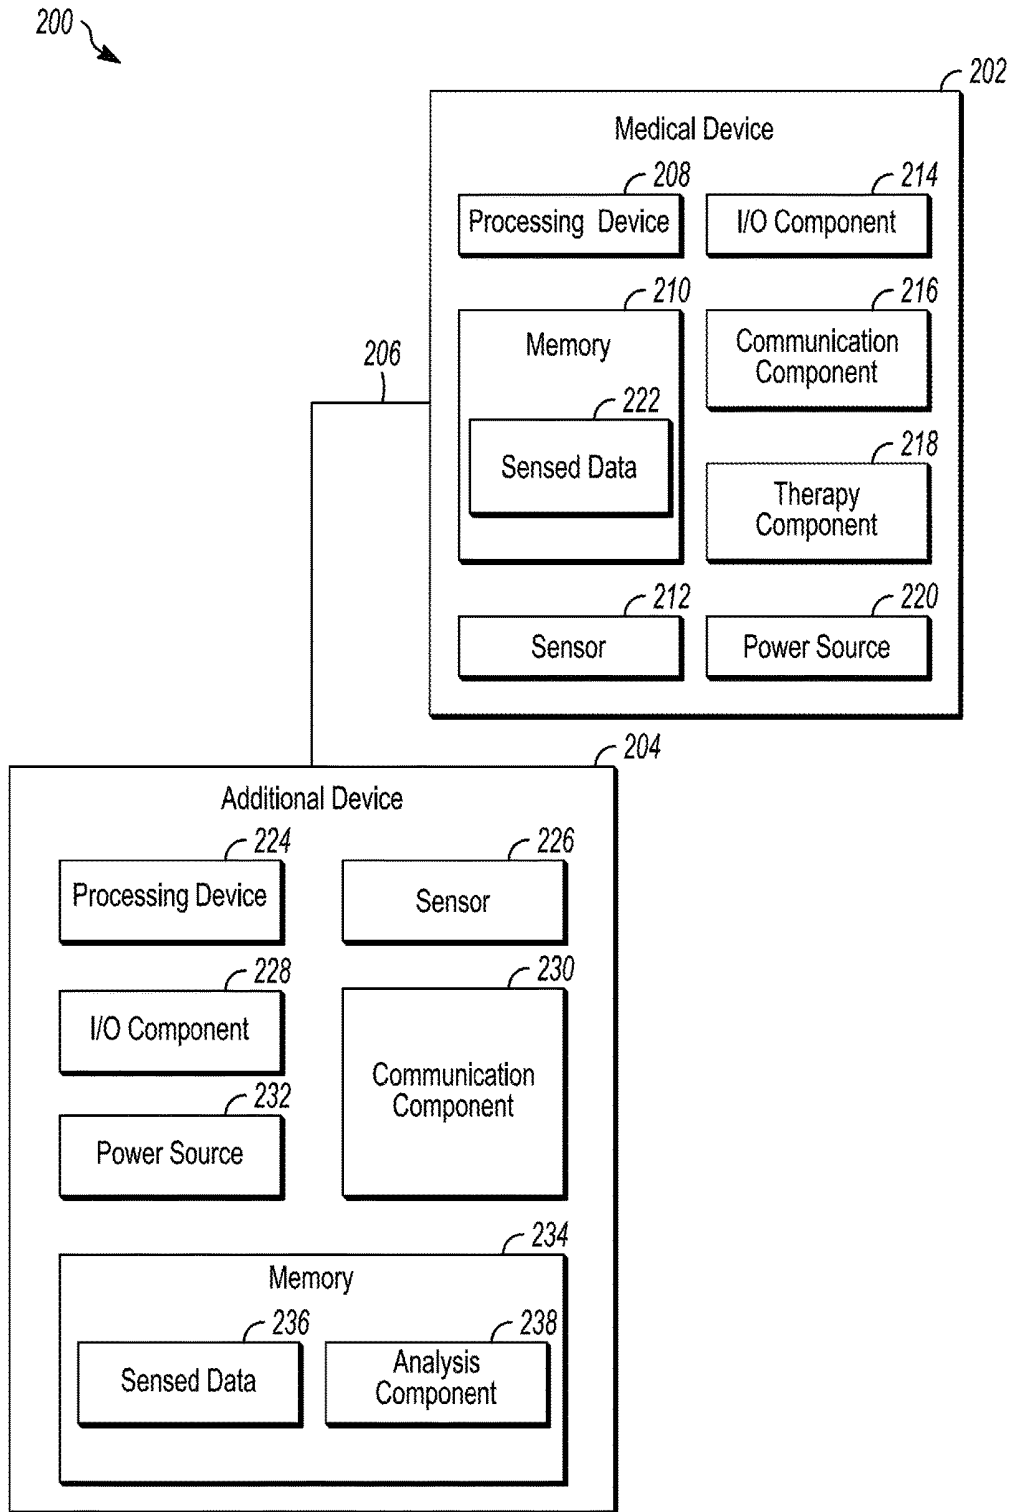 200
202
Medical Device
208
Processing Device
214
I/O Component
210
Memory
222
Sensed Data
216
Communication
Component
218
Therapy
Component
212
Sensor
220
Power Source
206
204
Additional Device
224
Processing Device
226
Sensor
228
I/O Component
230
Communication
Component
232
Power Source
234
Memory
236
Sensed Data
238
Analysis
Component